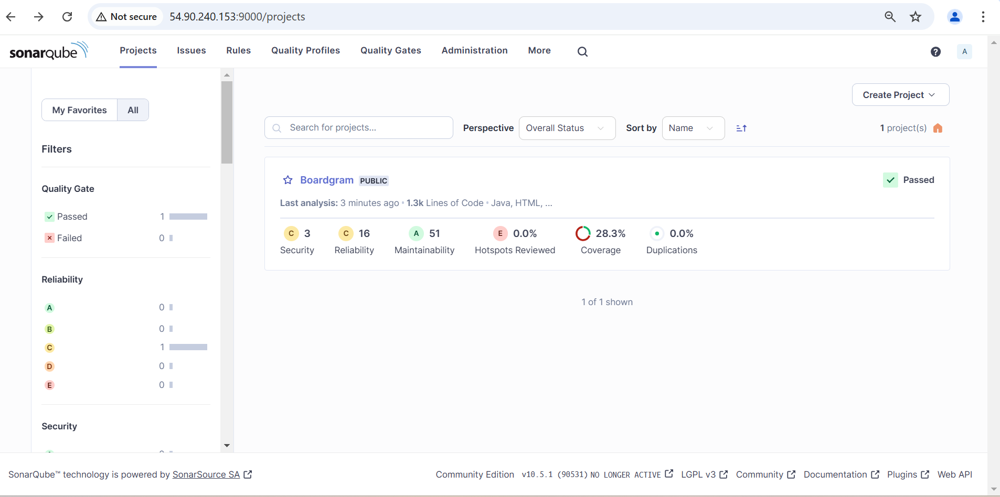 Not secure 54.90.240.153:9000/projects
sonarqube Projects Issues Rules Quality Profiles Quality Gates Administration More ? A
My Favorites All
Filters
Quality Gate
Passed 1
Failed 0
Reliability
A 0
B 0
C 1
D 0
E 0
Security
Create Project
Search for projects... Perspective Overall Status Sort by Name 1 project(s)
Boardgram PUBLIC Passed
Last analysis: 3 minutes ago • 1.3k Lines of Code • Java, HTML, ...
C 3 C 16 A 51 E 0.0% 28.3% 0.0%
Security Reliability Maintainability Hotspots Reviewed Coverage Duplications
1 of 1 shown
SonarQube™ technology is powered by SonarSource SA Community Edition v10.5.1 (90531) NO LONGER ACTIVE LGPL v3 Community Documentation Plugins Web API